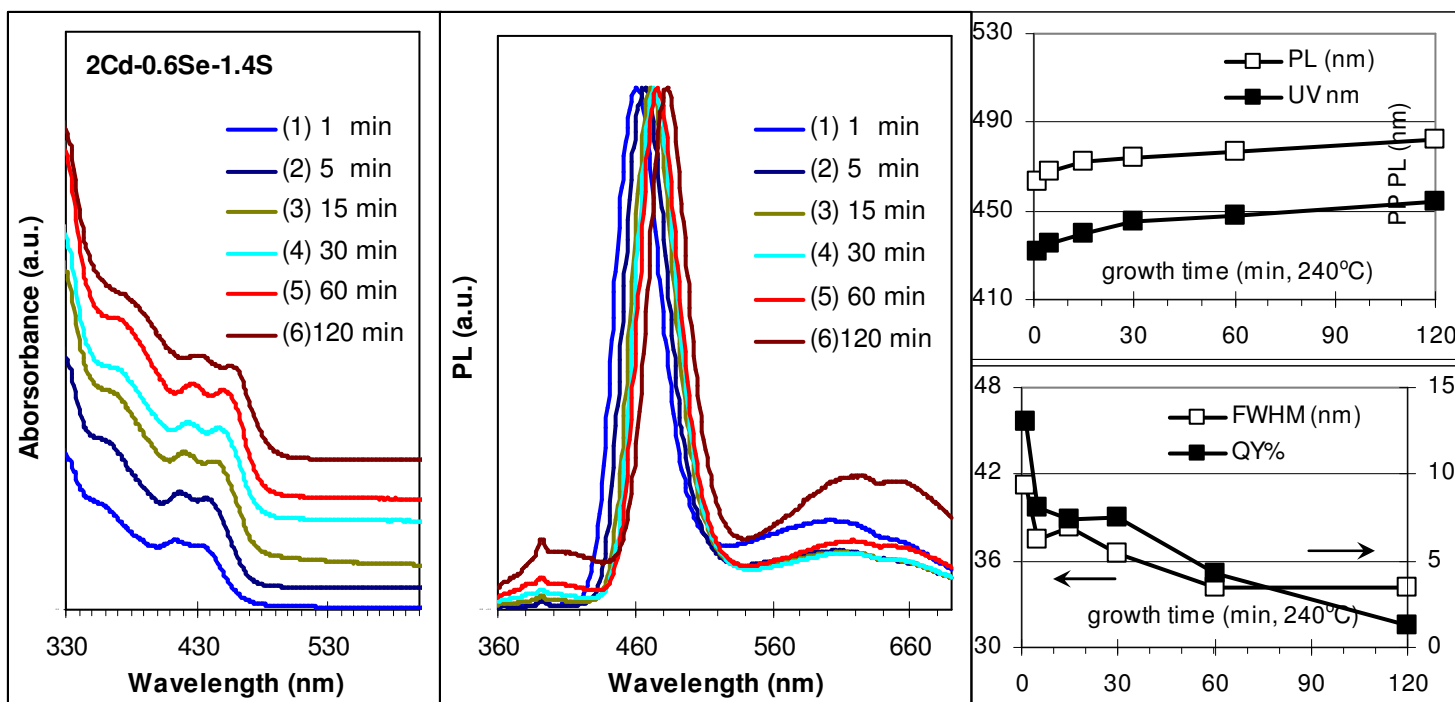 2Cd-0.6Se-1.4S
(1) 1 min
(2) 5 min
(3) 15 min
(4) 30 min
(5) 60 min
(6)120 min
Aborsorbance (a.u.)
330 430 530
Wavelength (nm)
(1) 1 min
(2) 5 min
(3) 15 min
(4) 30 min
(5) 60 min
(6)120 min
PL (a.u.)
360 460 560 660
Wavelength (nm)
530
490
450
410
PL (nm)
UV nm
PP PL (nm)
growth time (min, 240°C)
0 30 60 90 120
48
42
36
30
15
10
5
0
FWHM (nm)
QY%
growth time (min, 240°C)
0 30 60 90 120